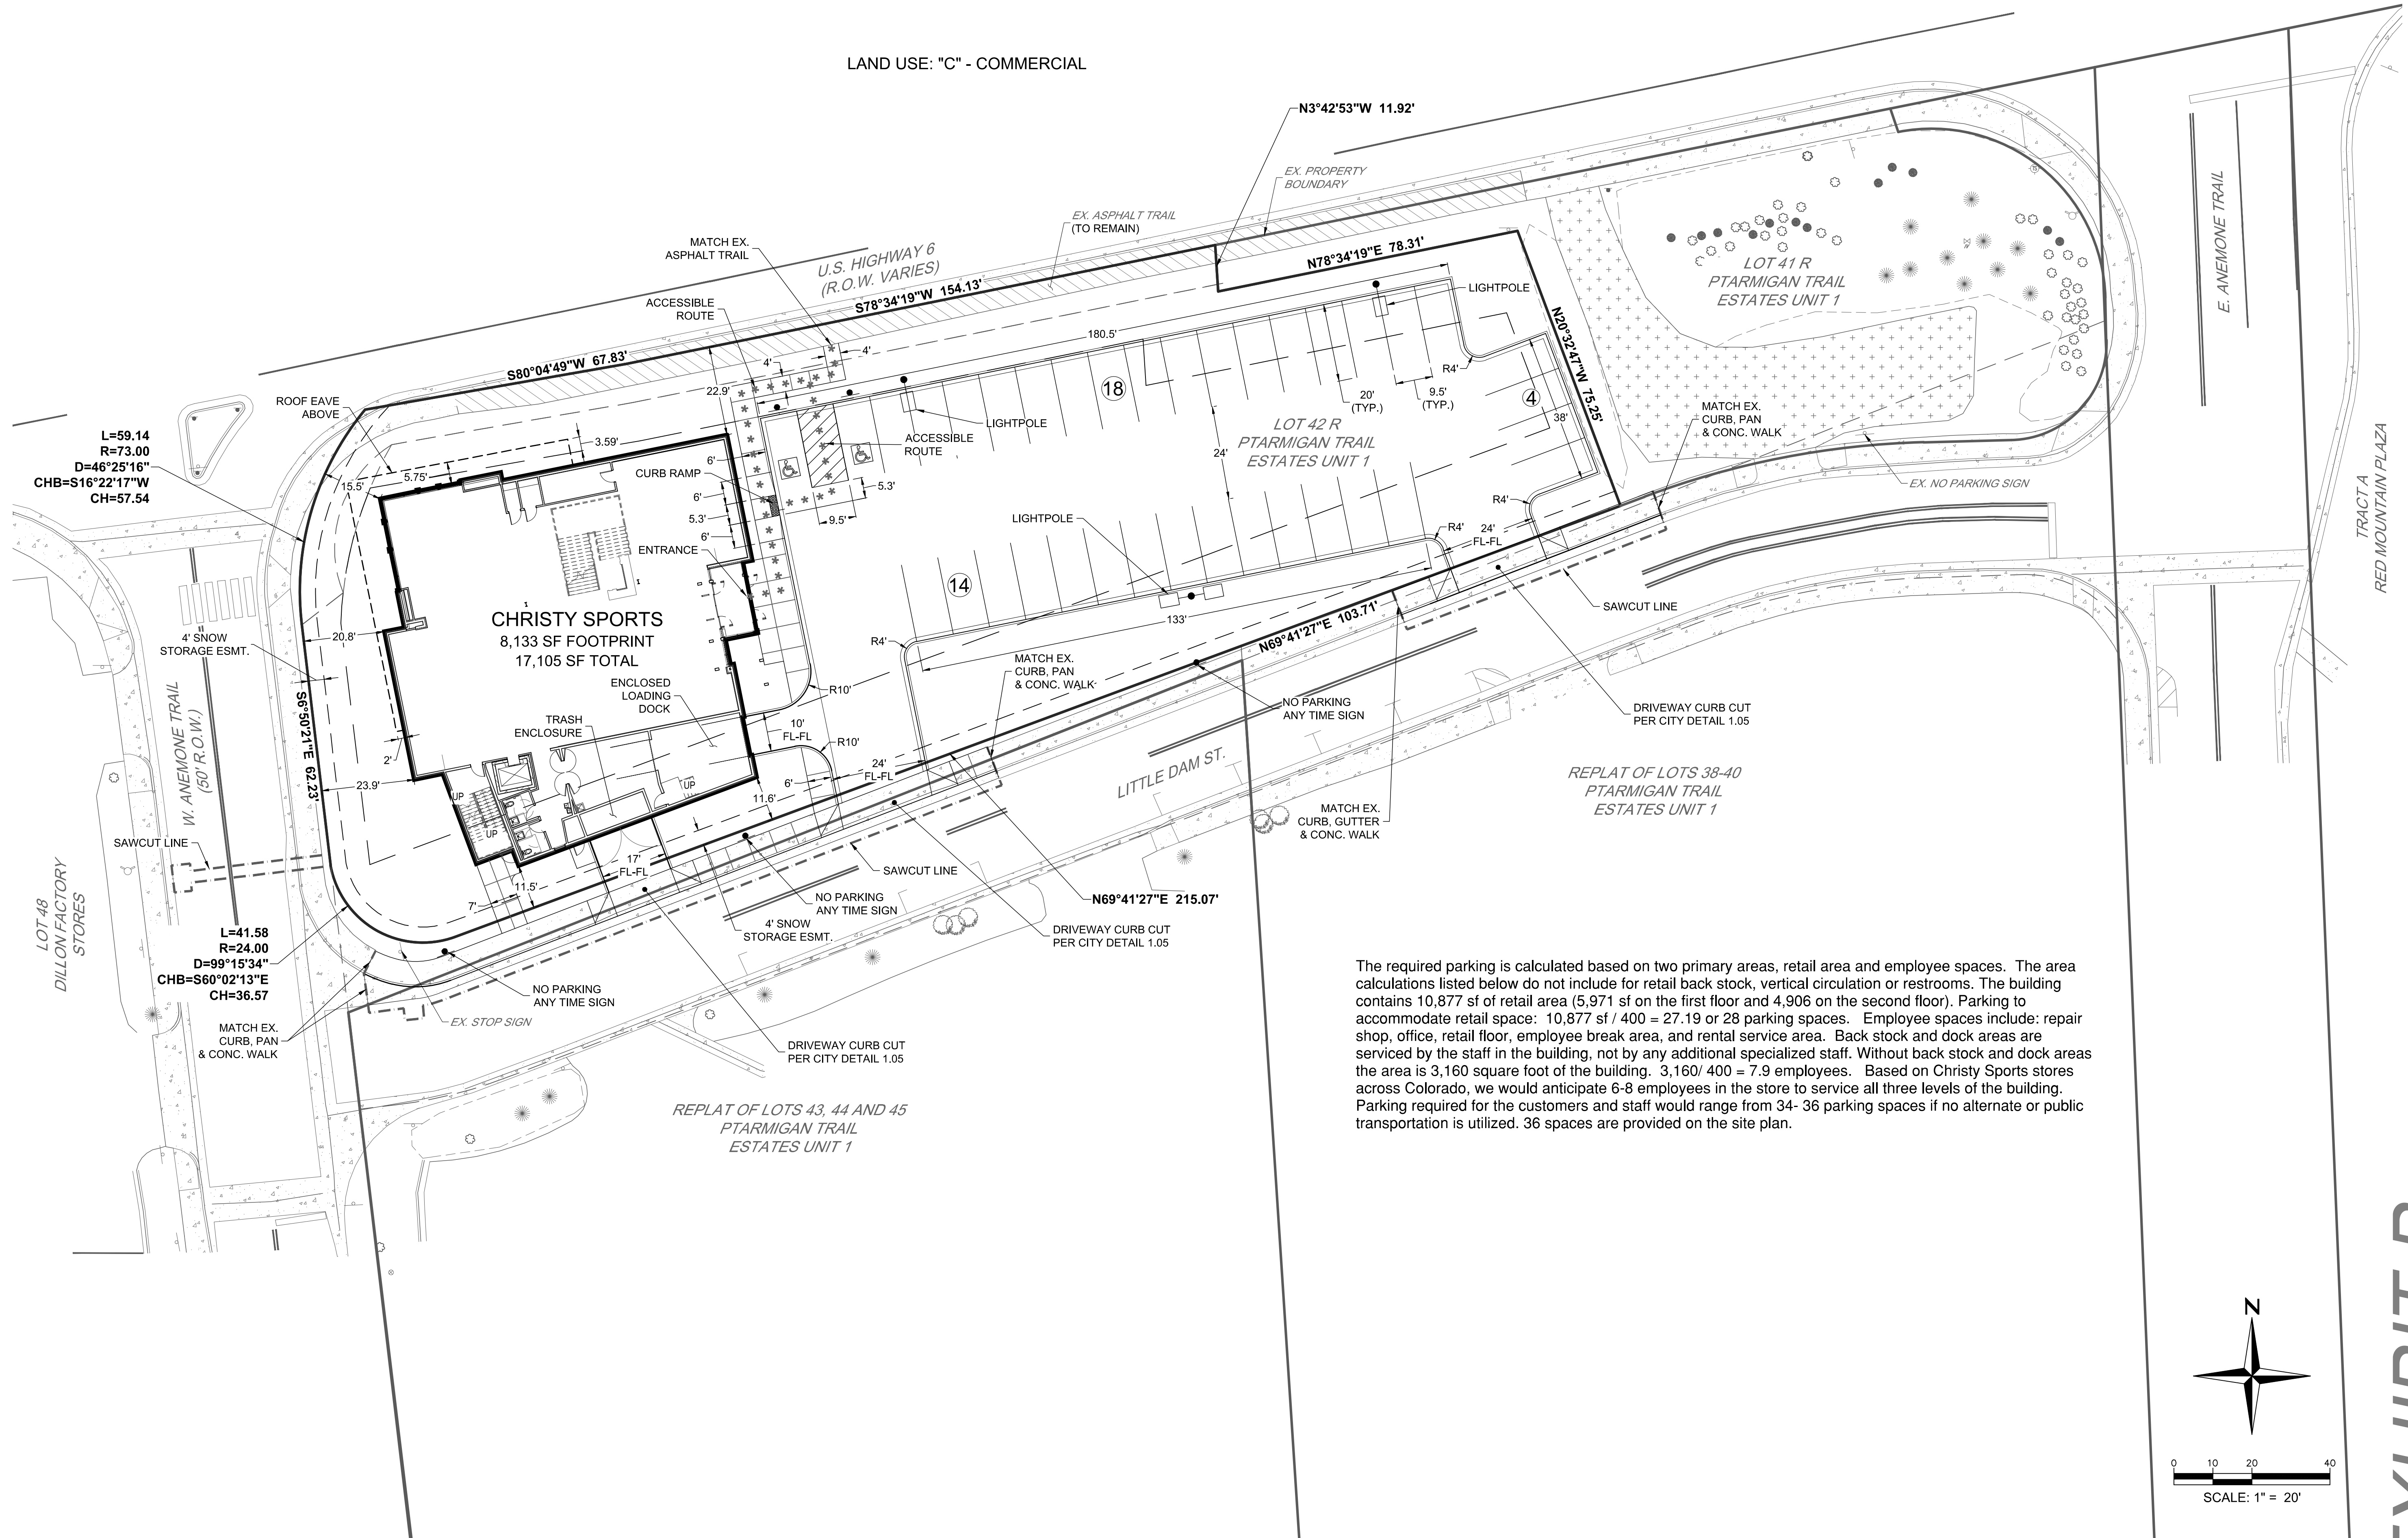 LAND USE: "C" - COMMERCIAL
N3°42'53"W 11.92'
EX. PROPERTY
BOUNDARY
EX. ASPHALT TRAIL
(TO REMAIN)
MATCH EX.
ASPHALT TRAIL
U.S. HIGHWAY 6
(R.O.W. VARIES)
S78°34'19"W 154.13'
N78°34'19"E 78.31'
LIGHTPOLE
LOT 41 R
PTARMIGAN TRAIL
ESTATES UNIT 1
E. ANEMONE TRAIL
ACCESSIBLE
ROUTE
180.5'
4'
4'
S80°04'49"W 67.83'
22.9'
N20°32'47"W 75.25'
R4'
18
20'
(TYP.)
9.5'
(TYP.)
4
38'
ROOF EAVE
ABOVE
LIGHTPOLE
MATCH EX.
CURB, PAN
& CONC. WALK
TRACT A
RED MOUNTAIN PLAZA
L=59.14
R=73.00
D=46°25'16"
CHB=S16°22'17"W
CH=57.54
3.59'
ACCESSIBLE
ROUTE
LOT 42 R
PTARMIGAN TRAIL
ESTATES UNIT 1
24'
6'
CURB RAMP
5.75'
15.5'
5.3'
6'
5.3'
6'
9.5'
EX. NO PARKING SIGN
R4'
LIGHTPOLE
R4'
24'
FL-FL
ENTRANCE
14
SAWCUT LINE
1
1
CHRISTY SPORTS
8,133 SF FOOTPRINT
17,105 SF TOTAL
133'
20.8'
4' SNOW
STORAGE ESMT.
R4'
N69°41'27"E 103.71'
MATCH EX.
CURB, PAN
& CONC. WALK
ENCLOSED
LOADING
DOCK
R10'
NO PARKING
ANY TIME SIGN
DRIVEWAY CURB CUT
PER CITY DETAIL 1.05
W. ANEMONE TRAIL
(50' R.O.W.)
S6°50'21"E 62.23'
TRASH
ENCLOSURE
10'
FL-FL
R10'
2'
24'
FL-FL
LITTLE DAM ST.
REPLAT OF LOTS 38-40
PTARMIGAN TRAIL
ESTATES UNIT 1
23.9'
6'
UP
UP
UP
11.6'
MATCH EX.
CURB, GUTTER
& CONC. WALK
SAWCUT LINE
17'
FL-FL
SAWCUT LINE
11.5'
7'
NO PARKING
ANY TIME SIGN
N69°41'27"E 215.07'
LOT 48
DILLON FACTORY
STORES
4' SNOW
STORAGE ESMT.
DRIVEWAY CURB CUT
PER CITY DETAIL 1.05
L=41.58
R=24.00
D=99°15'34"
CHB=S60°02'13"E
CH=36.57
NO PARKING
ANY TIME SIGN
EX. STOP SIGN
MATCH EX.
CURB, PAN
& CONC. WALK
DRIVEWAY CURB CUT
PER CITY DETAIL 1.05
REPLAT OF LOTS 43, 44 AND 45
PTARMIGAN TRAIL
ESTATES UNIT 1
The required parking is calculated based on two primary areas, retail area and employee spaces. The area
calculations listed below do not include for retail back stock, vertical circulation or restrooms. The building
contains 10,877 sf of retail area (5,971 sf on the first floor and 4,906 on the second floor). Parking to
accommodate retail space: 10,877 sf / 400 = 27.19 or 28 parking spaces. Employee spaces include: repair
shop, office, retail floor, employee break area, and rental service area. Back stock and dock areas are
serviced by the staff in the building, not by any additional specialized staff. Without back stock and dock areas
the area is 3,160 square foot of the building. 3,160/ 400 = 7.9 employees. Based on Christy Sports stores
across Colorado, we would anticipate 6-8 employees in the store to service all three levels of the building.
Parking required for the customers and staff would range from 34- 36 parking spaces if no alternate or public
transportation is utilized. 36 spaces are provided on the site plan.
N
0 10 20 40
SCALE: 1" = 20'